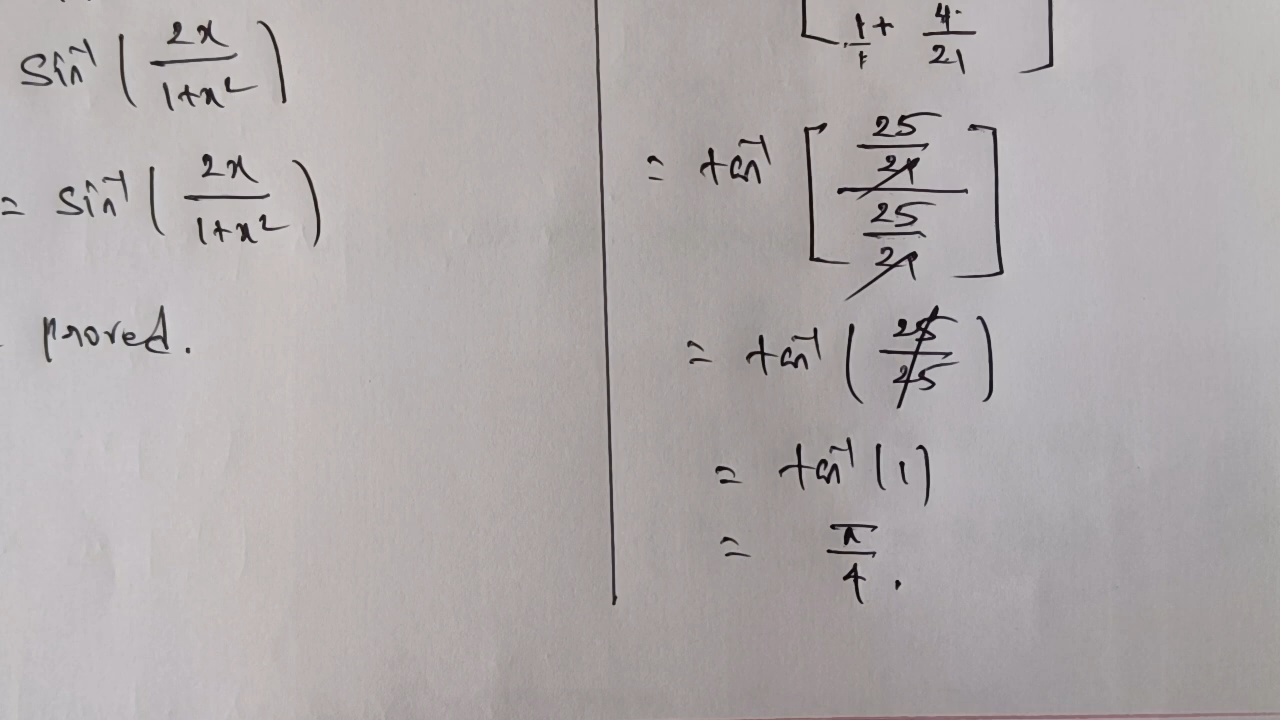 sin⁻¹ ( 2x / 1+x² )
= sin⁻¹ ( 2x / 1+x² )
proved.
[ 1/1 + 4/21 ]
= tan⁻¹ [ 25/21 / 25/21 ]
= tan⁻¹ ( 25/25 )
= tan⁻¹ (1)
= π/4 .